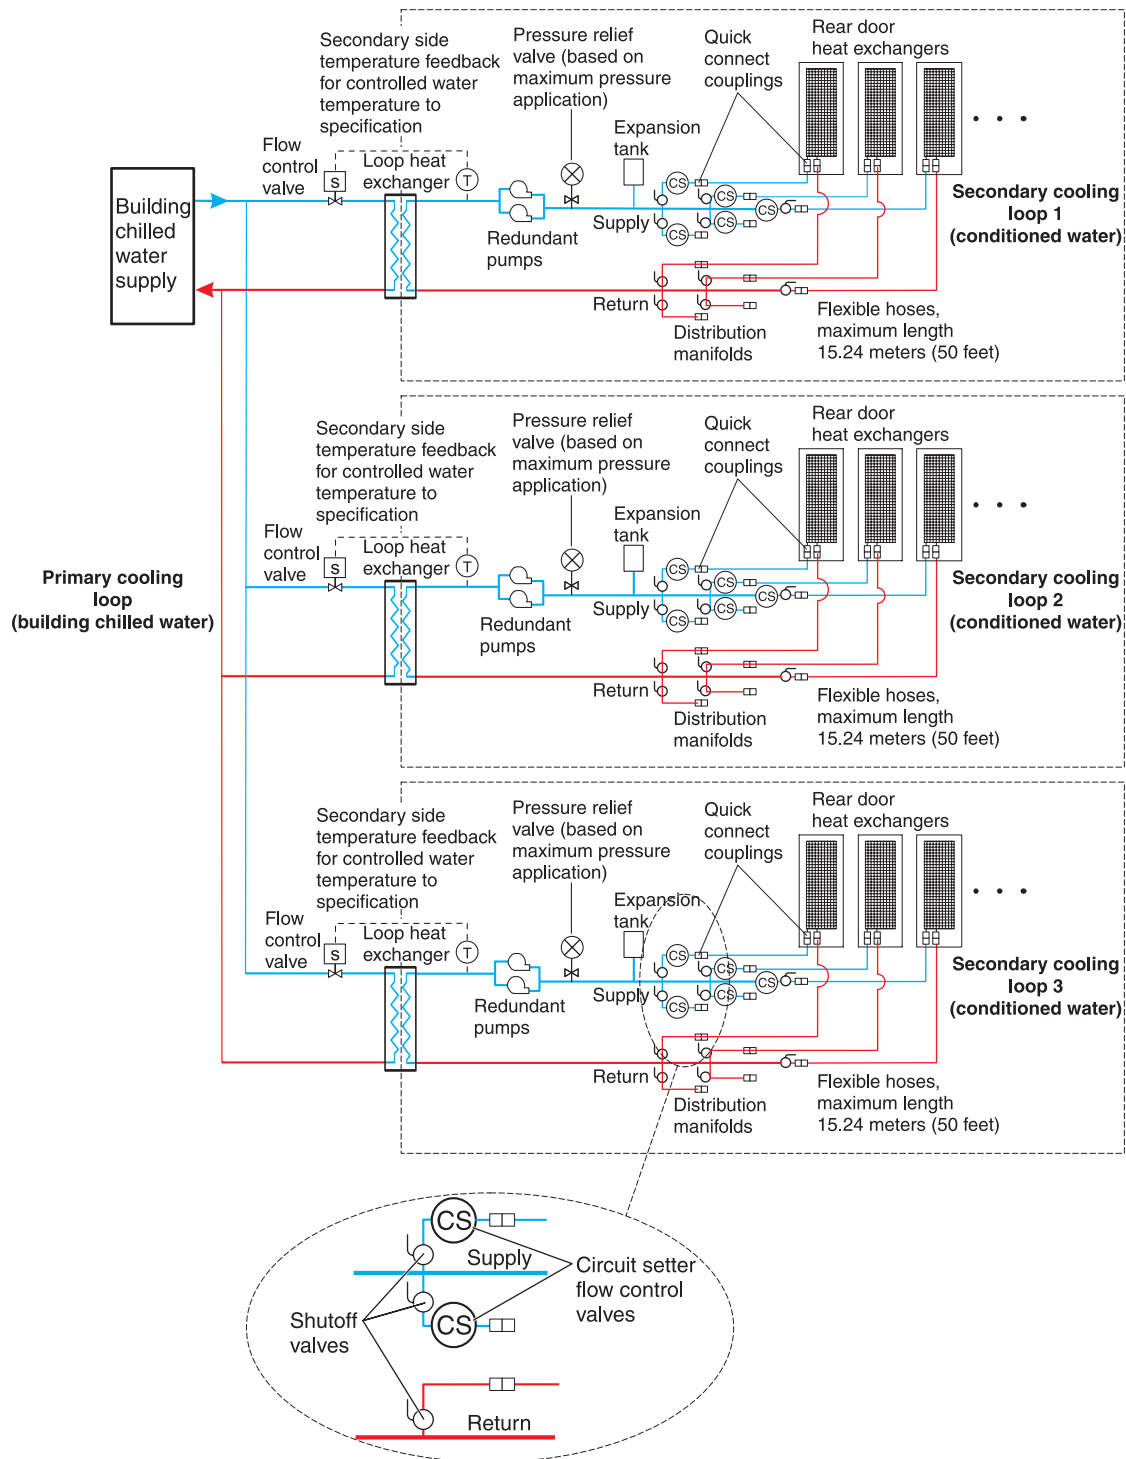 Secondary side
temperature feedback
for controlled water
temperature to
specification
Pressure relief
valve (based on
maximum pressure
application)
Quick
connect
couplings
Rear door
heat exchangers
Flow
control
valve
S
Loop heat
exchanger
T
Expansion
tank
Building
chilled
water
supply
Redundant
pumps
Supply
CS
CS
CS
CS
CS
Secondary cooling
loop 1
(conditioned water)
Return
Distribution
manifolds
Flexible hoses,
maximum length
15.24 meters (50 feet)
Primary cooling
loop
(building chilled water)
Secondary side
temperature feedback
for controlled water
temperature to
specification
Pressure relief
valve (based on
maximum pressure
application)
Quick
connect
couplings
Rear door
heat exchangers
Flow
control
valve
S
Loop heat
exchanger
T
Expansion
tank
Redundant
pumps
Supply
CS
CS
CS
CS
CS
Secondary cooling
loop 2
(conditioned water)
Return
Distribution
manifolds
Flexible hoses,
maximum length
15.24 meters (50 feet)
Secondary side
temperature feedback
for controlled water
temperature to
specification
Pressure relief
valve (based on
maximum pressure
application)
Quick
connect
couplings
Rear door
heat exchangers
Flow
control
valve
S
Loop heat
exchanger
T
Expansion
tank
Redundant
pumps
Supply
CS
CS
CS
CS
CS
Secondary cooling
loop 3
(conditioned water)
Return
Distribution
manifolds
Flexible hoses,
maximum length
15.24 meters (50 feet)
CS
Supply
CS
Circuit setter
flow control
valves
Shutoff
valves
Return